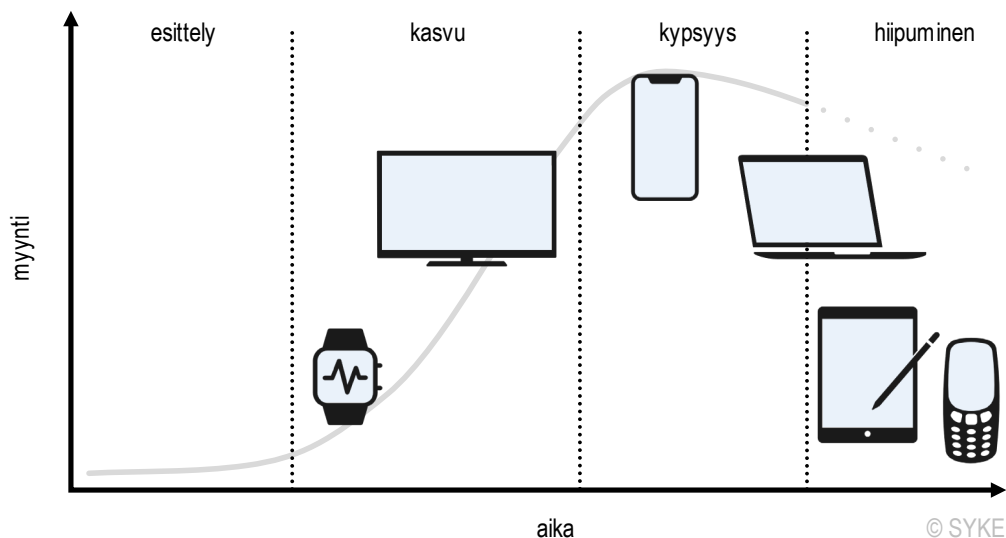 esittely
kasvu
kypsyys
hiipuminen
myynti
aika
© SYKE